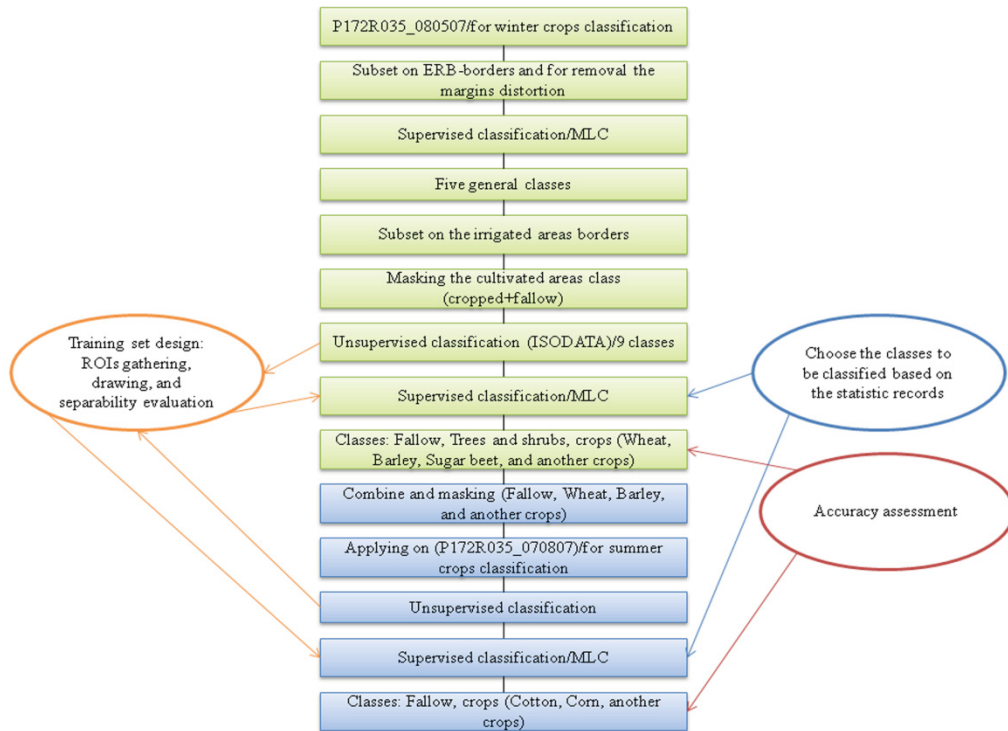 P172R035_080507/for winter crops classification
Subset on ERB-borders and for removal the
margins distortion
Supervised classification/MLC
Five general classes
Subset on the irrigated areas borders
Masking the cultivated areas class
(cropped+fallow)
Unsupervised classification (ISODATA)/9 classes
Supervised classification/MLC
Classes: Fallow, Trees and shrubs, crops (Wheat,
Barley, Sugar beet, and another crops)
Combine and masking (Fallow, Wheat, Barley,
and another crops)
Applying on (P172R035_070807)/for summer
crops classification
Unsupervised classification
Supervised classification/MLC
Classes: Fallow, crops (Cotton, Corn, another
crops)
Training set design:
ROIs gathering,
drawing, and
separability evaluation
Choose the classes to
be classified based on
the statistic records
Accuracy assessment